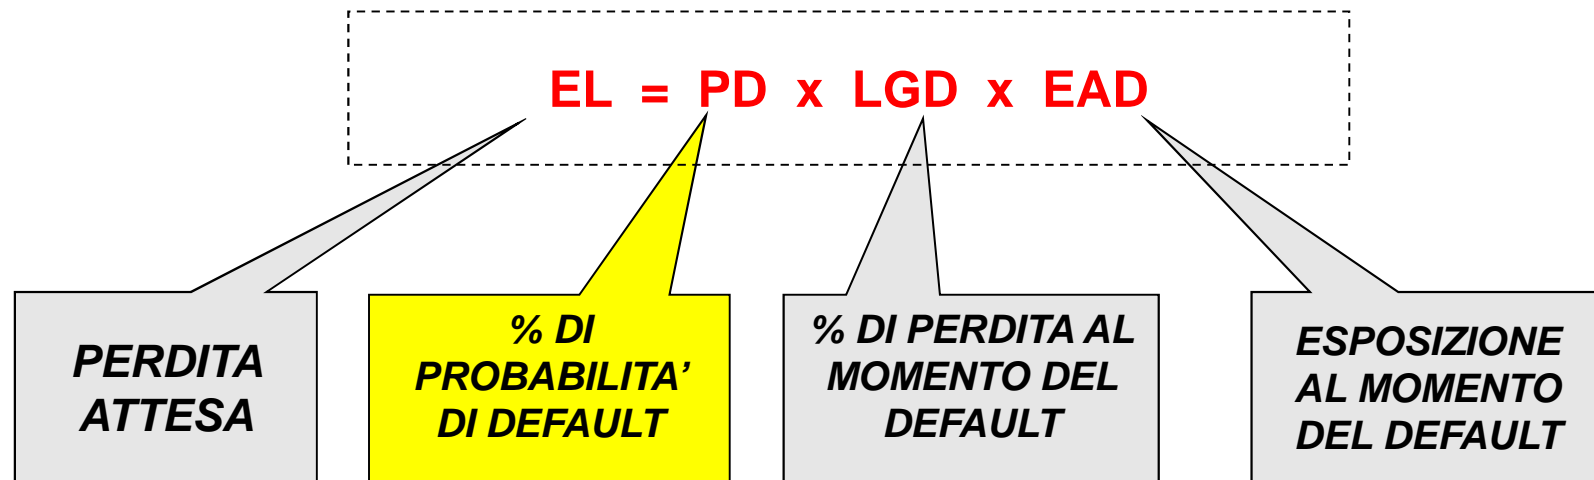 EL = PD x LGD x EAD
PERDITA
ATTESA
% DI
PROBABILITA’
DI DEFAULT
% DI PERDITA AL
MOMENTO DEL
DEFAULT
ESPOSIZIONE
AL MOMENTO
DEL DEFAULT